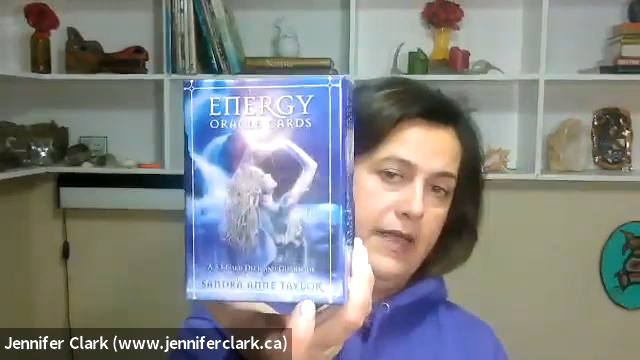 ENERGY
ORACLE CARDS
A 53-CARD DECK AND GUIDEBOOK
SANDRA ANNE TAYLOR
Jennifer Clark (www.jenniferclark.ca)